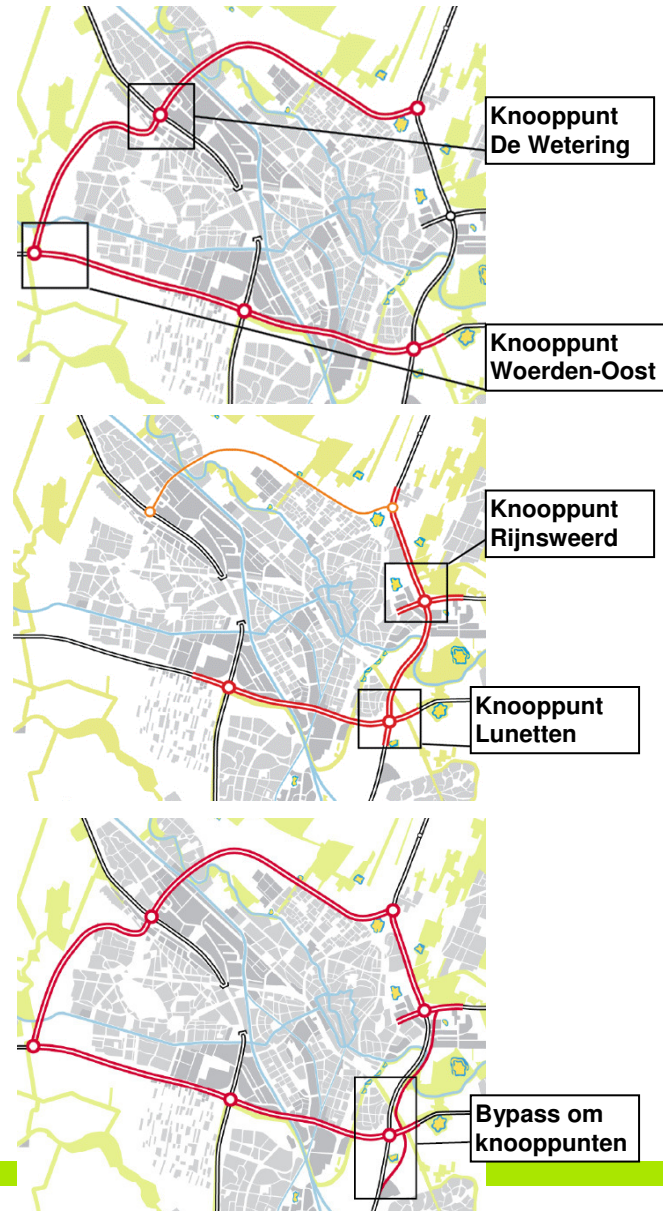 Knooppunt
De Wetering
Knooppunt
Woerden-Oost
Knooppunt
Rijnsweerd
Knooppunt
Lunetten
Bypass om
knooppunten